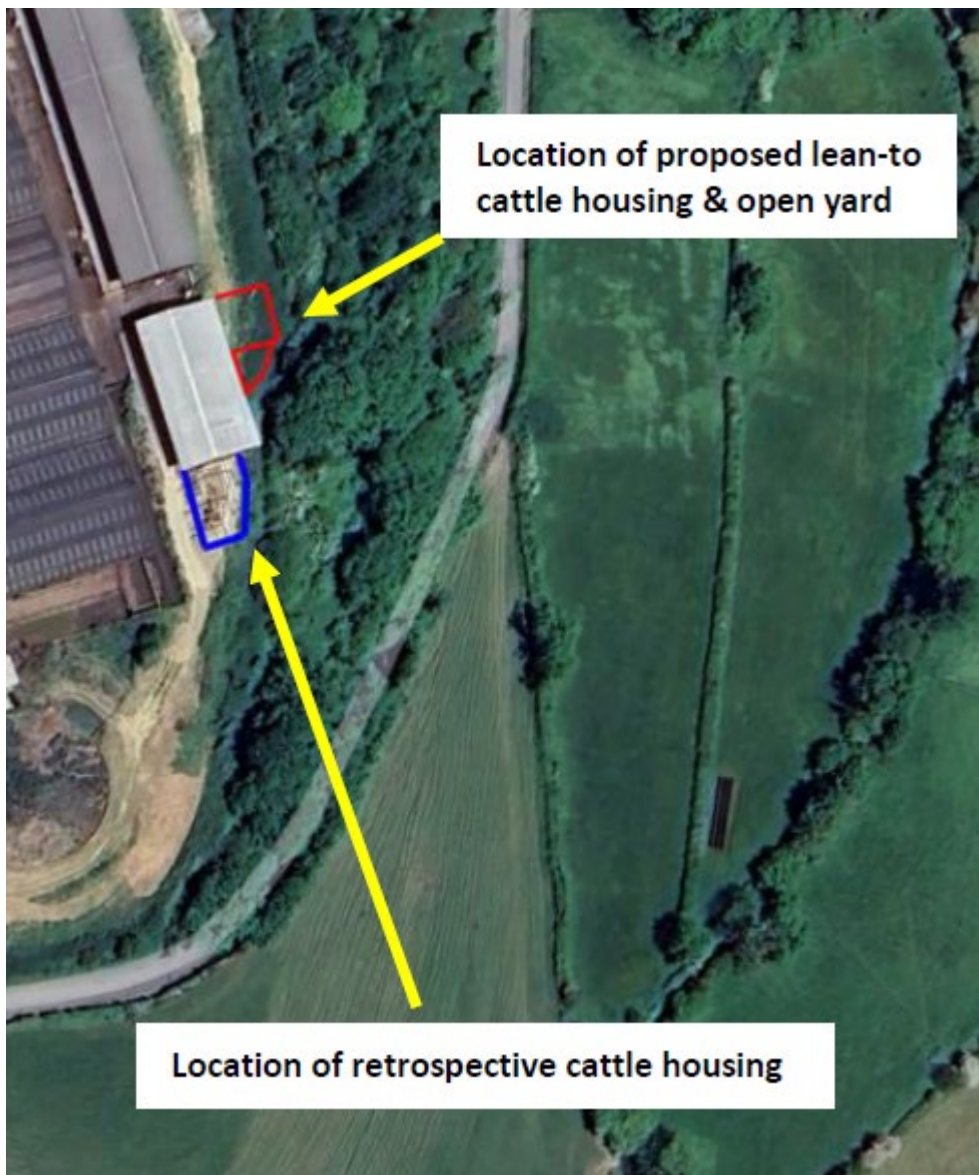 Location of proposed lean-to
cattle housing & open yard
Location of retrospective cattle housing